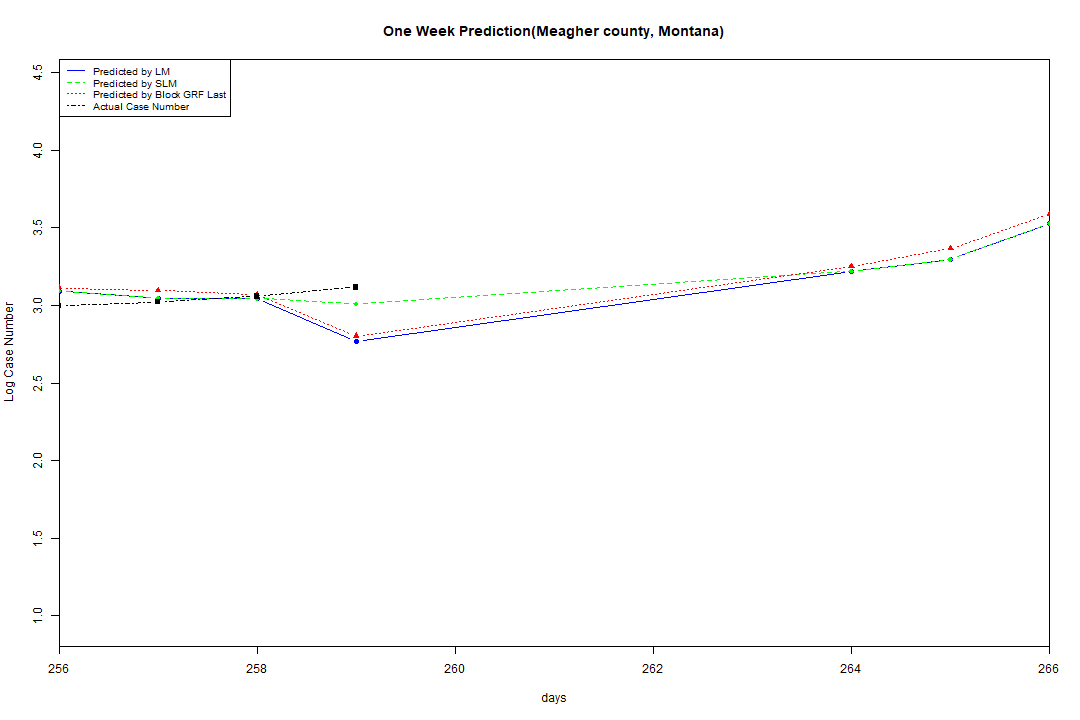 One Week Prediction(Meagher county, Montana)
Predicted by LM
Predicted by SLM
Predicted by Block GRF Last
Actual Case Number
Log Case Number
4.5
4.0
3.5
3.0
2.5
2.0
1.5
1.0
256 258 260 262 264 266
days